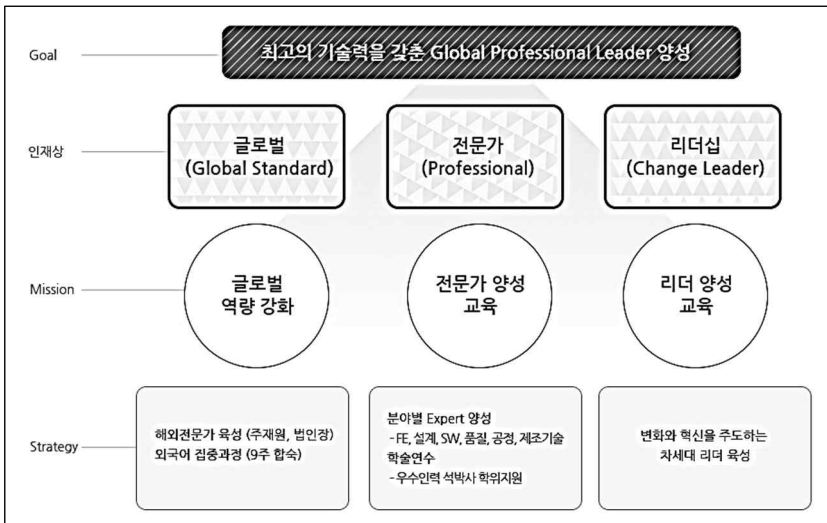 Goal
최고의 기술력을 갖춘 Global Professional Leader 양성
인재상
글로벌
(Global Standard)
전문가
(Professional)
리더십
(Change Leader)
Mission
글로벌
역량 강화
전문가 양성
교육
리더 양성
교육
Strategy
해외전문가 육성 (주재원, 법인장)
외국어 집중과정 (9주 합숙)
분야별 Expert 양성
- FE, 설계, SW, 품질, 공정, 제조기술
학술연수
- 우수인력 석박사 학위지원
변화와 혁신을 주도하는
차세대 리더 육성